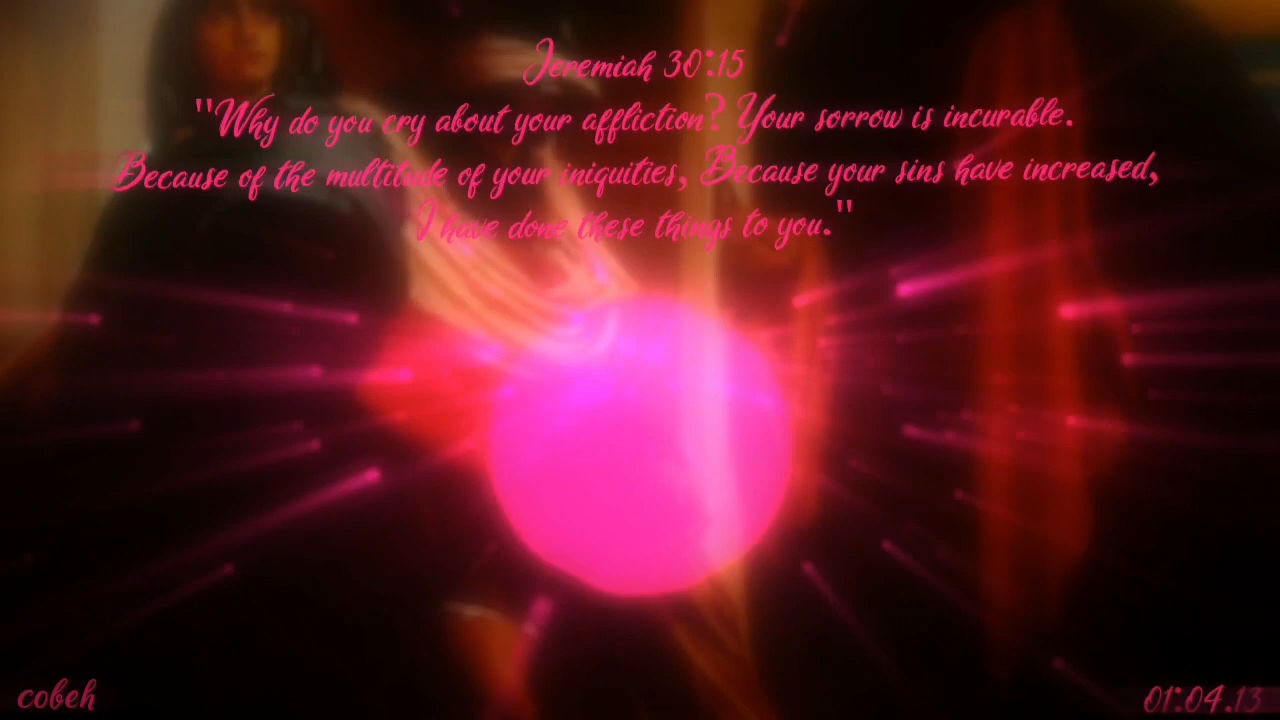 Jeremiah 30:15
"Why do you cry about your affliction? Your sorrow is incurable.
Because of the multitude of your iniquities, Because your sins have increased,
I have done these things to you."
cobeh
01:04.13